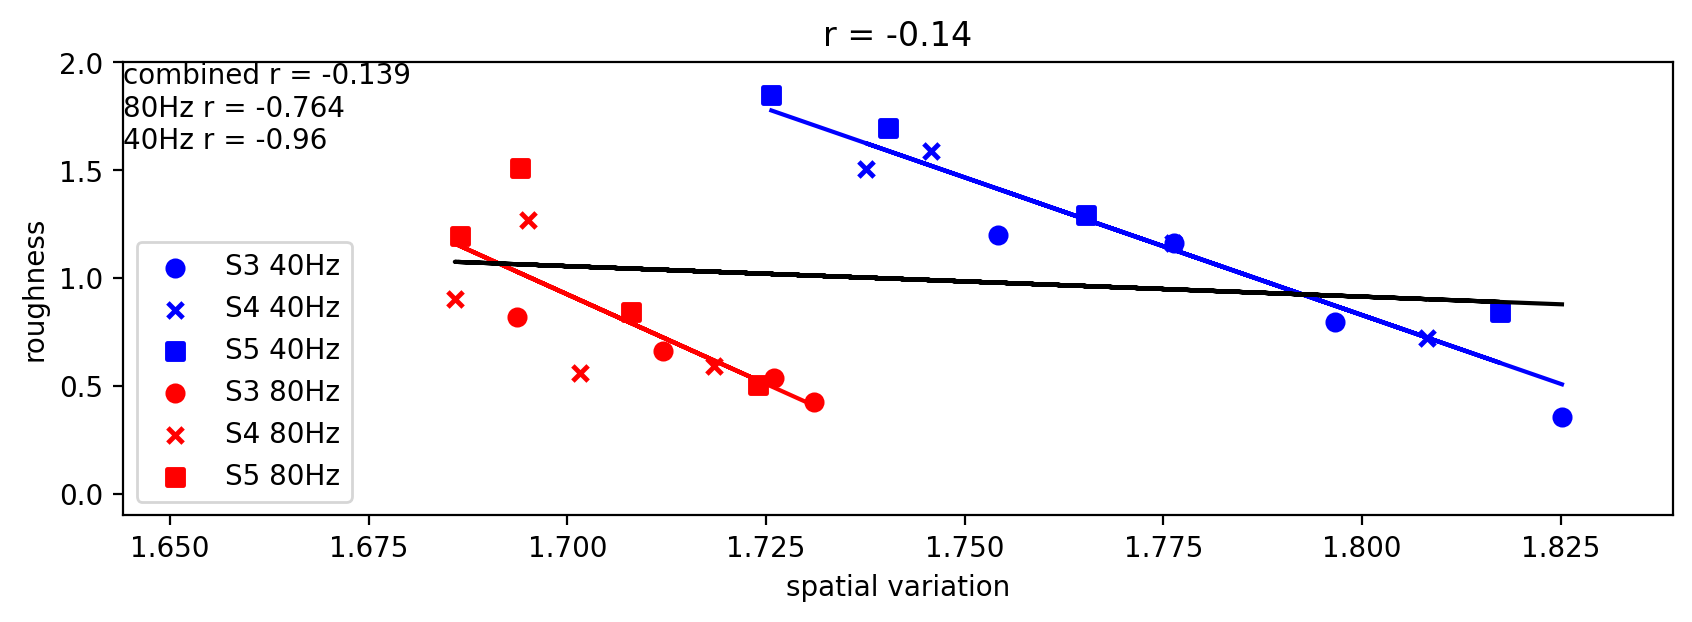 r = -0.14
combined r = -0.139
80Hz r = -0.764
40Hz r = -0.96
2.0
1.5
1.0
0.5
0.0
roughness
S3 40Hz
S4 40Hz
S5 40Hz
S3 80Hz
S4 80Hz
S5 80Hz
1.650 1.675 1.700 1.725 1.750 1.775 1.800 1.825
spatial variation